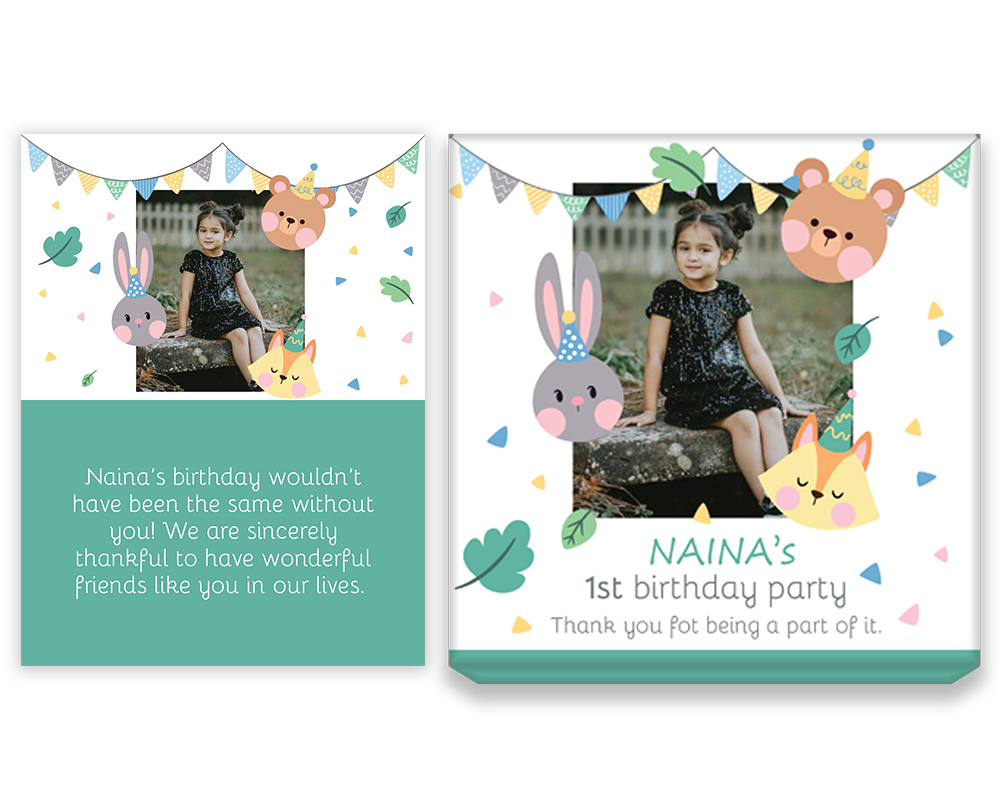 Naina's birthday wouldn't
have been the same without
you! We are sincerely
thankful to have wonderful
friends like you in our lives.
NAINA's
1st birthday party
Thank you fot being a part of it.